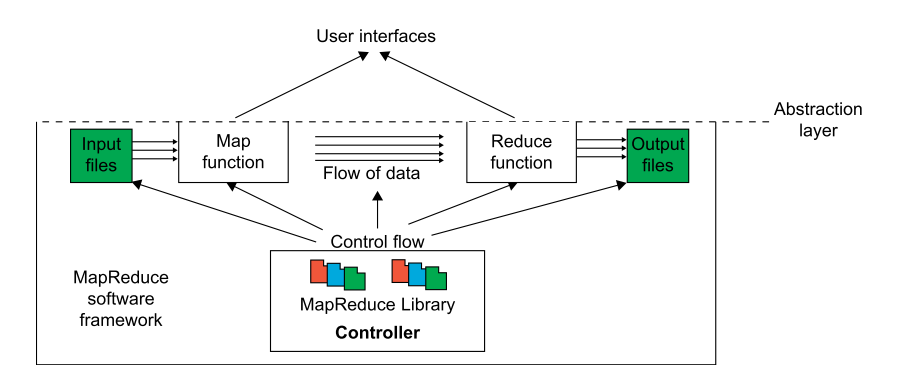 User interfaces
Abstraction
layer
Input
files
Map
function
Reduce
function
Output
files
Flow of data
Control flow
MapReduce
software
framework
MapReduce Library
Controller